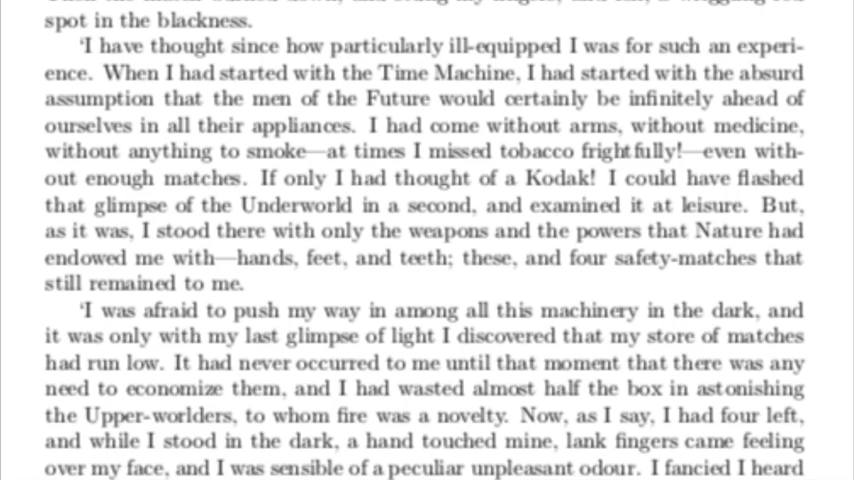 spot in the blackness.
‘I have thought since how particularly ill-equipped I was for such an experi-
ence. When I had started with the Time Machine, I had started with the absurd
assumption that the men of the Future would certainly be infinitely ahead of
ourselves in all their appliances. I had come without arms, without medicine,
without anything to smoke—at times I missed tobacco frightfully!—even with-
out enough matches. If only I had thought of a Kodak! I could have flashed
that glimpse of the Underworld in a second, and examined it at leisure. But,
as it was, I stood there with only the weapons and the powers that Nature had
endowed me with—hands, feet, and teeth; these, and four safety-matches that
still remained to me.
‘I was afraid to push my way in among all this machinery in the dark, and
it was only with my last glimpse of light I discovered that my store of matches
had run low. It had never occurred to me until that moment that there was any
need to economize them, and I had wasted almost half the box in astonishing
the Upper-worlders, to whom fire was a novelty. Now, as I say, I had four left,
and while I stood in the dark, a hand touched mine, lank fingers came feeling
over my face, and I was sensible of a peculiar unpleasant odour. I fancied I heard